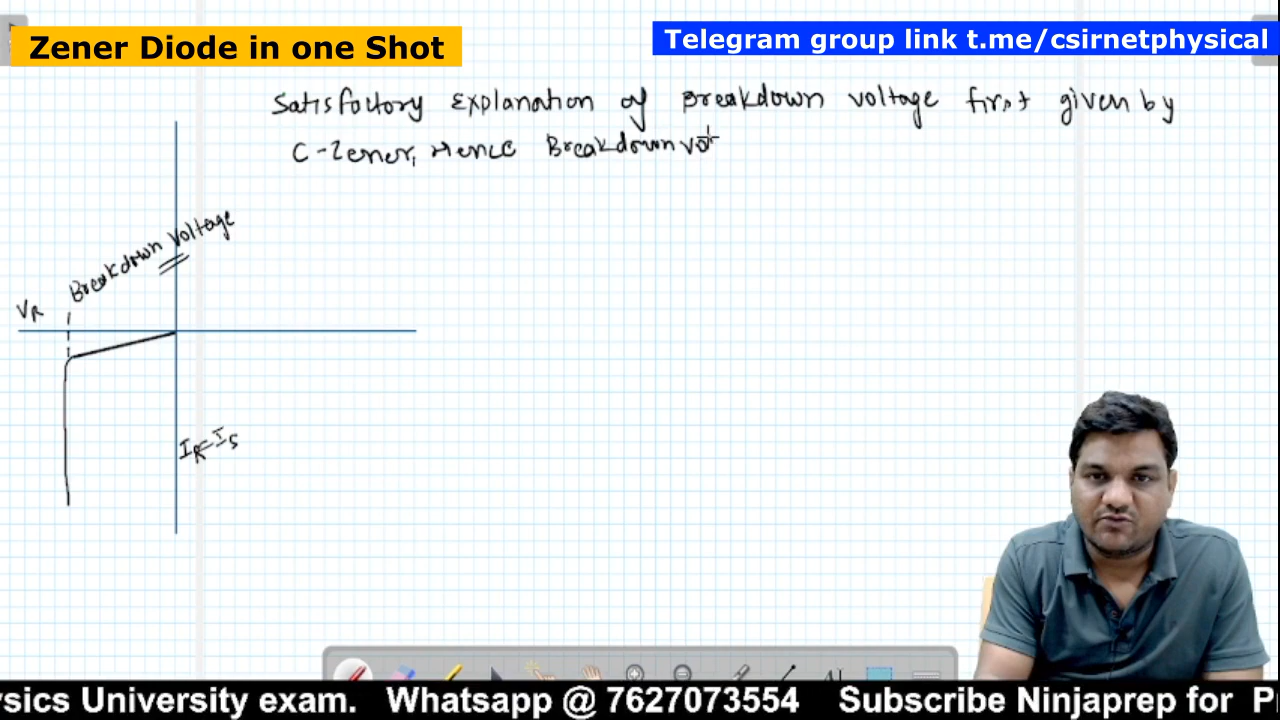 Zener Diode in one Shot
Telegram group link t.me/csirnetphysical
Satisfactory Explanation of Breakdown voltage first given by
C-Zener, Hence Breakdown vo
Breakdown Voltage
VR
IR=IS
ysics University exam. Whatsapp @ 7627073554 Subscribe Ninjaprep for P